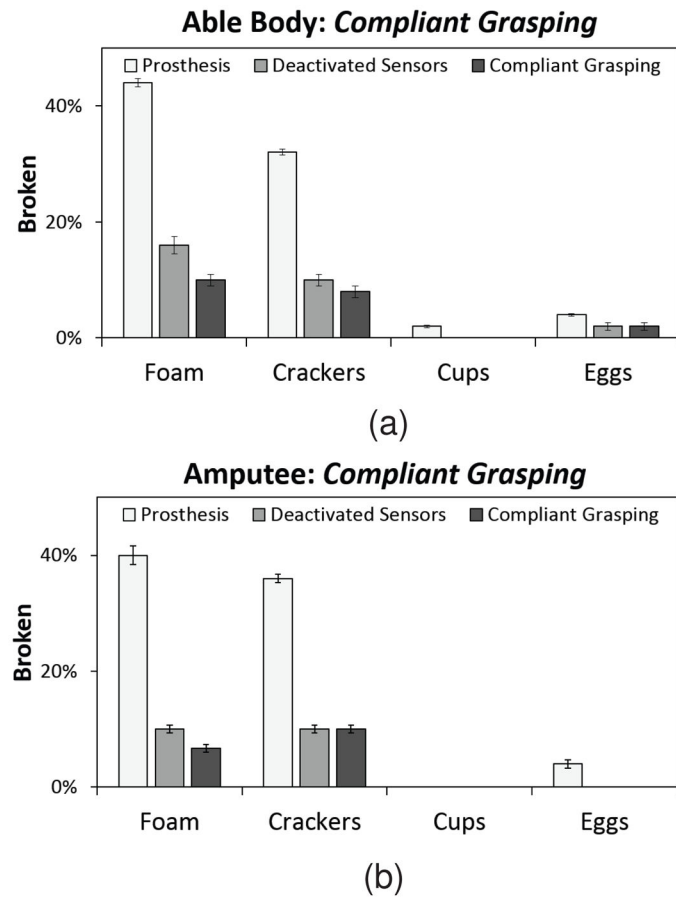 Able Body: Compliant Grasping
Prosthesis Deactivated Sensors Compliant Grasping
40%
20%
0%
Broken
Foam Crackers Cups Eggs
(a)
Amputee: Compliant Grasping
Prosthesis Deactivated Sensors Compliant Grasping
40%
20%
0%
Broken
Foam Crackers Cups Eggs
(b)